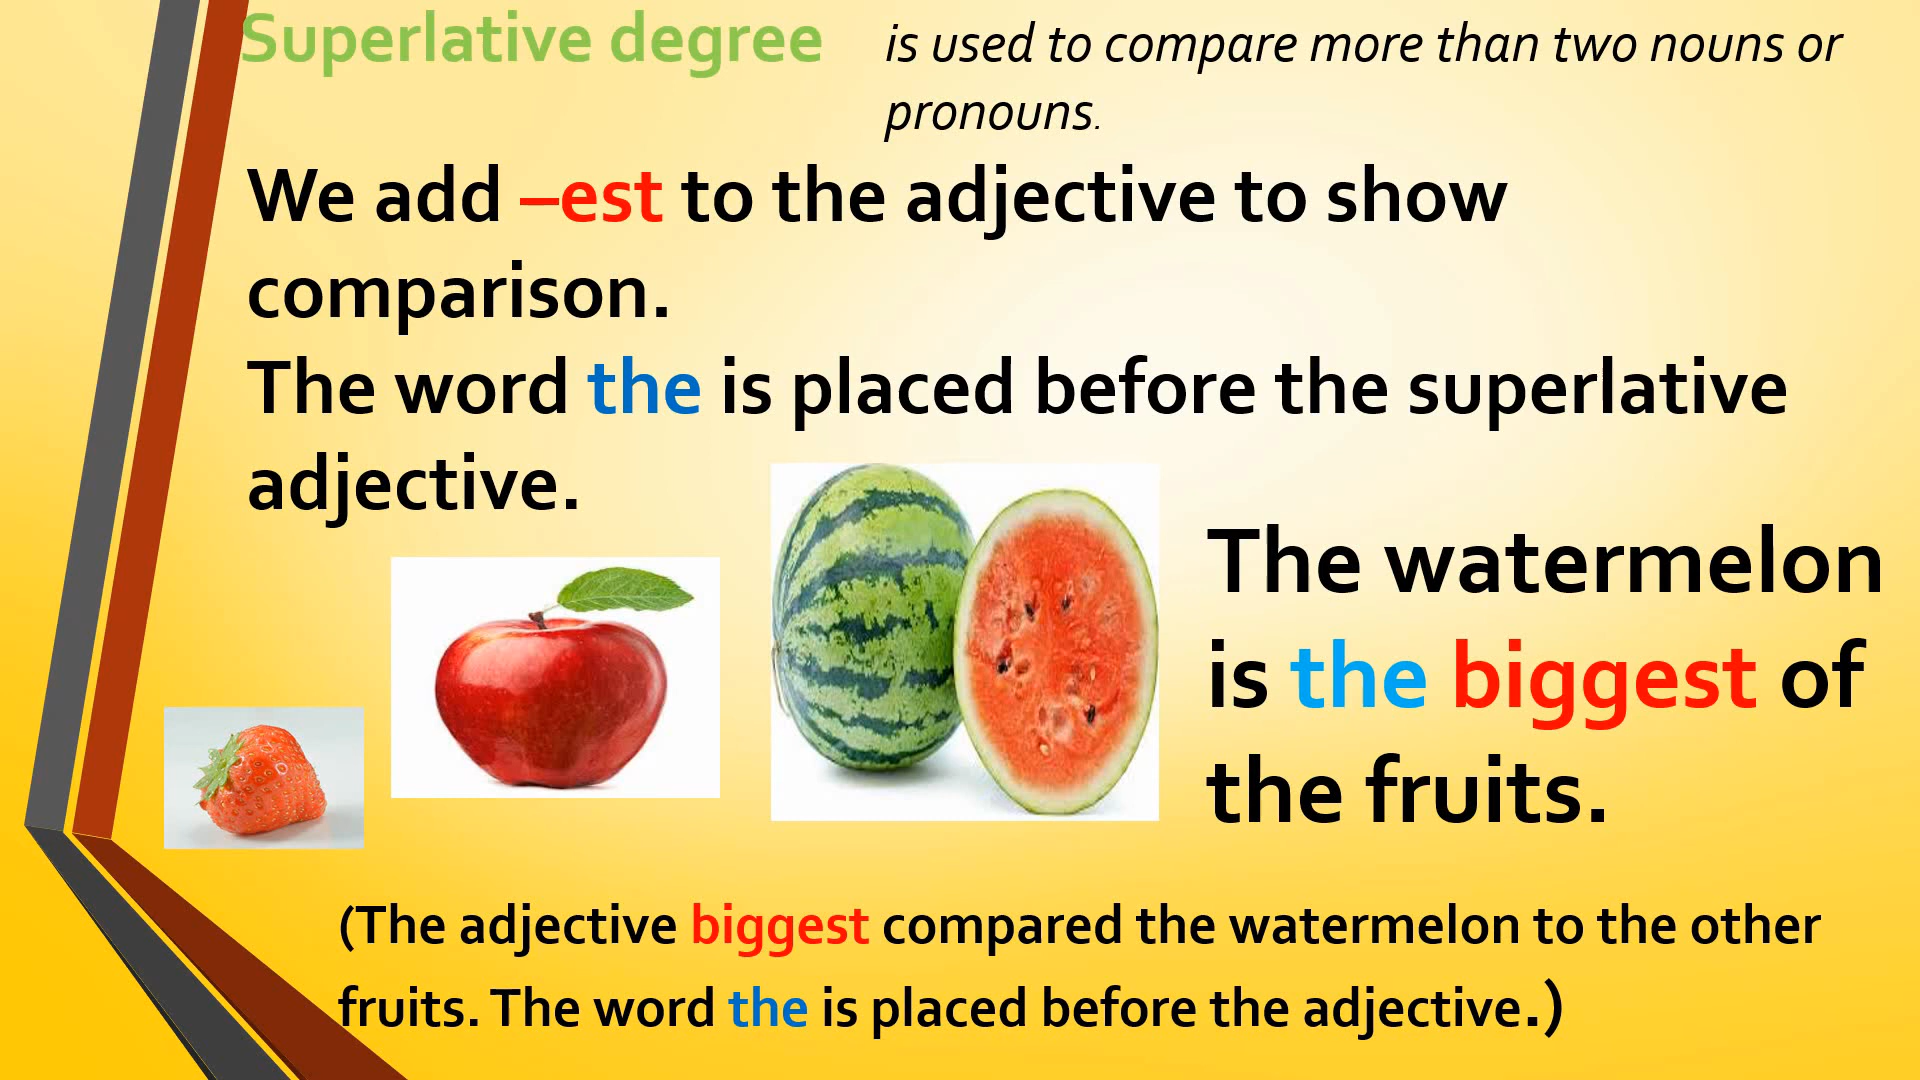 Superlative degree is used to compare more than two nouns or
pronouns.
We add –est to the adjective to show
comparison.
The word the is placed before the superlative
adjective.
The watermelon
is the biggest of
the fruits.
(The adjective biggest compared the watermelon to the other
fruits. The word the is placed before the adjective.)